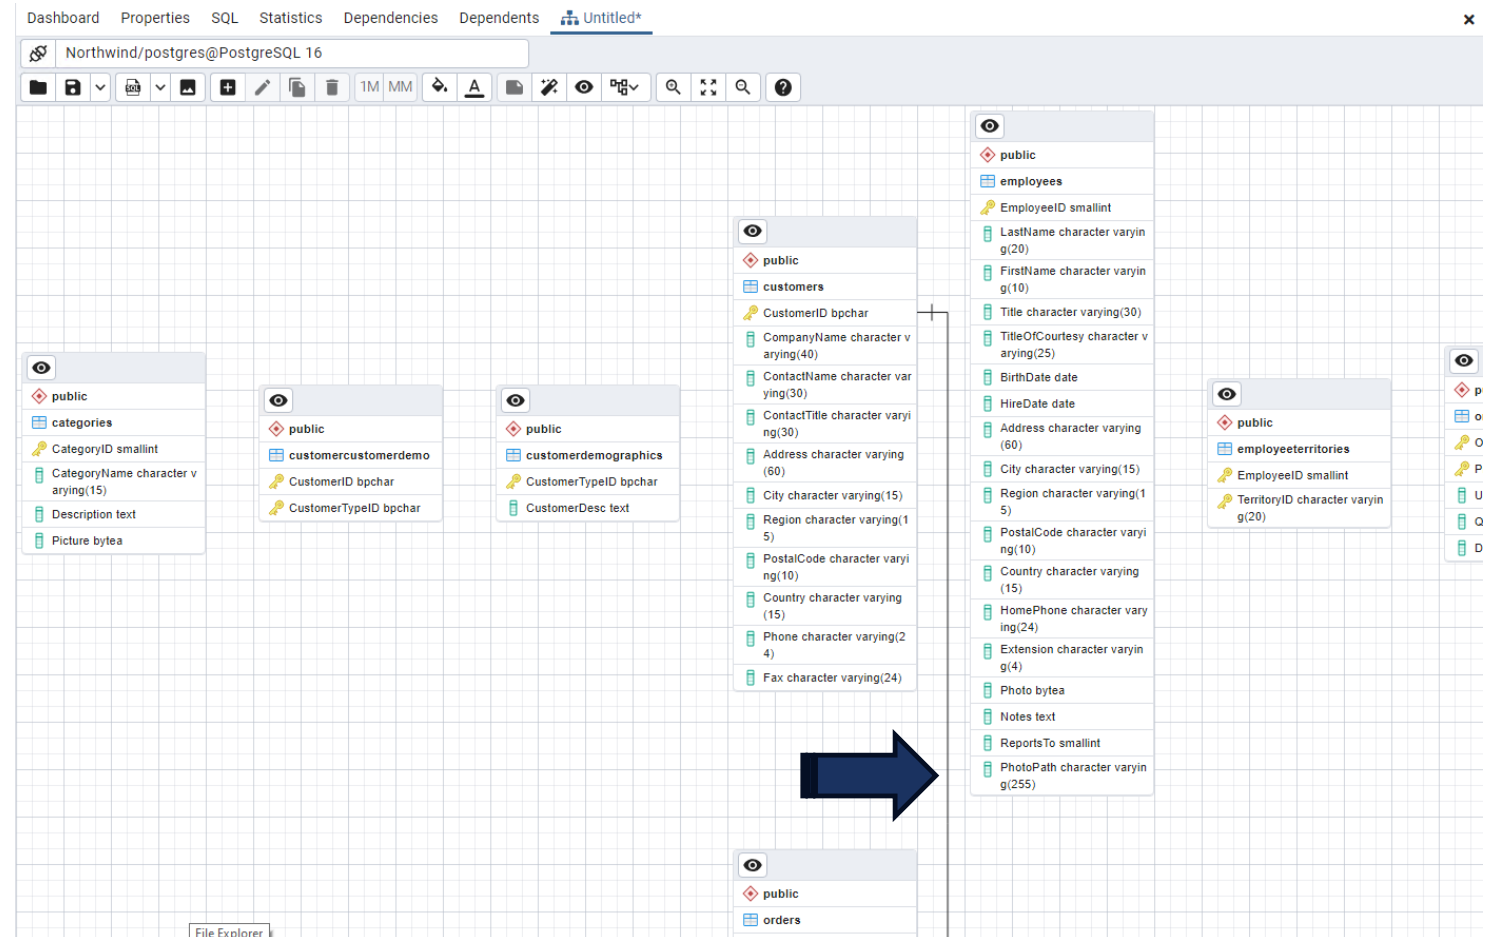 Dashboard Properties SQL Statistics Dependencies Dependents Untitled*
Northwind/postgres@PostgreSQL 16
SQL 1M MM A
public
categories
CategoryID smallint
CategoryName character v
arying(15)
Description text
Picture bytea
public
customercustomerdemo
CustomerID bpchar
CustomerTypeID bpchar
public
customerdemographics
CustomerTypeID bpchar
CustomerDesc text
public
customers
CustomerID bpchar
CompanyName character v
arying(40)
ContactName character var
ying(30)
ContactTitle character varyi
ng(30)
Address character varying
(60)
City character varying(15)
Region character varying(1
5)
PostalCode character varyi
ng(10)
Country character varying
(15)
Phone character varying(2
4)
Fax character varying(24)
public
orders
public
employees
EmployeeID smallint
LastName character varyin
g(20)
FirstName character varyin
g(10)
Title character varying(30)
TitleOfCourtesy character v
arying(25)
BirthDate date
HireDate date
Address character varying
(60)
City character varying(15)
Region character varying(1
5)
PostalCode character varyi
ng(10)
Country character varying
(15)
HomePhone character vary
ing(24)
Extension character varyin
g(4)
Photo bytea
Notes text
ReportsTo smallint
PhotoPath character varyin
g(255)
public
employeeterritories
EmployeeID smallint
TerritoryID character varyin
g(20)
p
o
O
P
U
Q
D
File Explorer